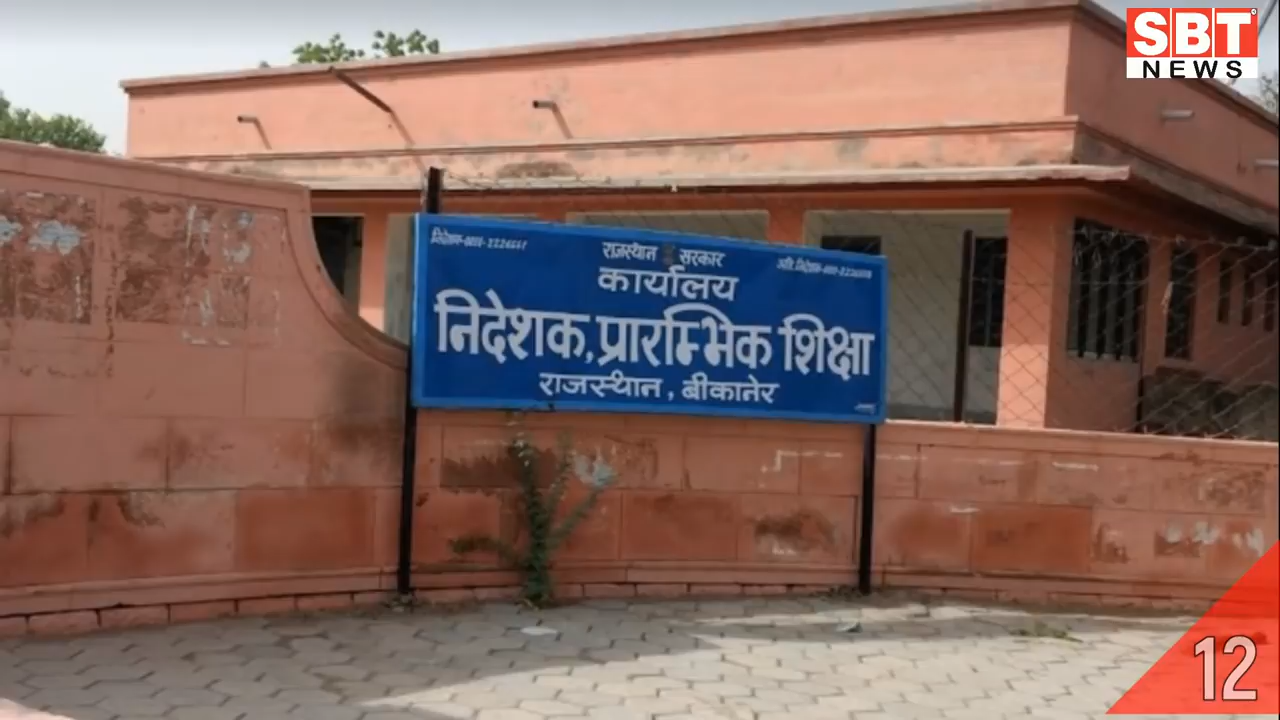 SBT
NEWS
राजस्थान सरकार
कार्यालय
निदेशक, प्रारम्भिक शिक्षा
राजस्थान, बीकानेर
12